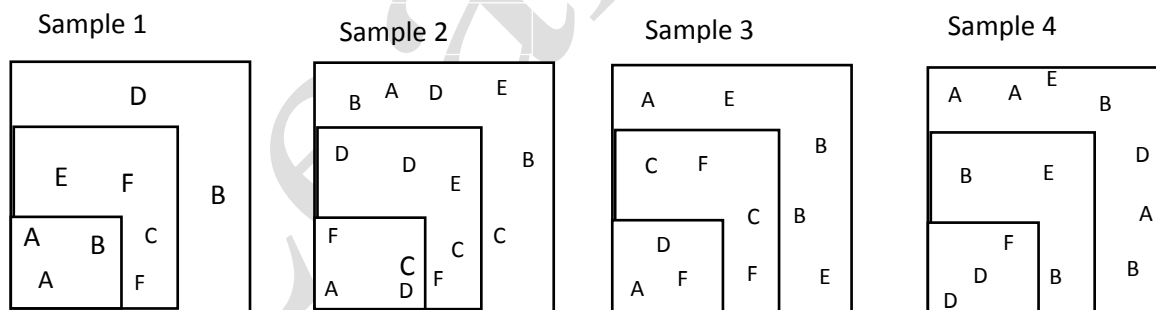 Sample 1
Sample 2
Sample 3
Sample 4
D
E F
B
A B C
A F
B A D E
D D B
E
F C C
C F
A D
A E
B
C F
C B
D
F F E
A
A A E B
D
B E
A
F
D B B
D